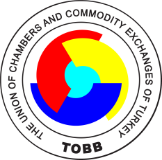 THE UNION OF CHAMBERS AND COMMODITY EXCHANGES OF TURKEY
TOBB